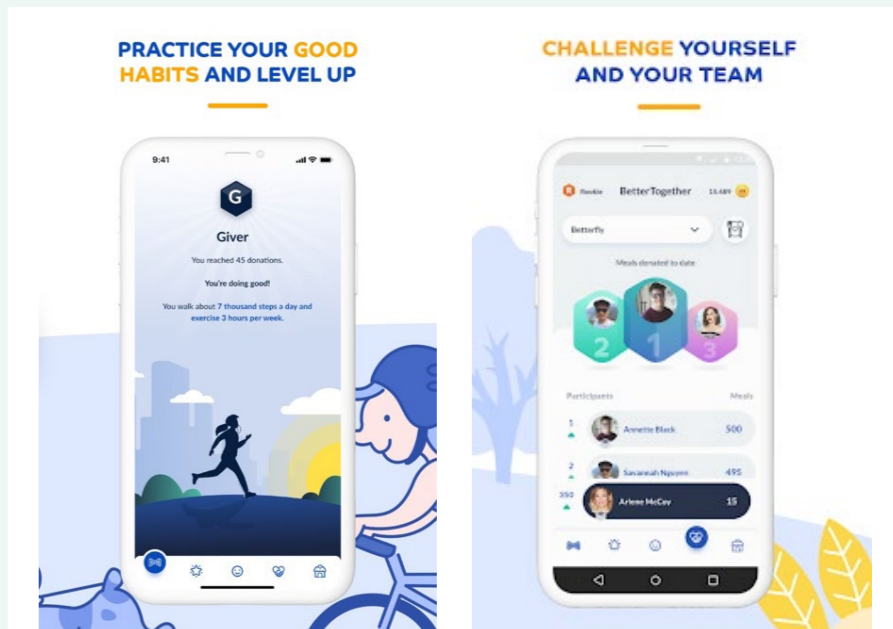 PRACTICE YOUR GOOD
HABITS AND LEVEL UP
9:41
G
Giver
You reached 45 donations.
You're doing good!
You walk about 7 thousand steps a day and
exercise 3 hours per week.
CHALLENGE YOURSELF
AND YOUR TEAM
R Rookie BetterTogether 13.489
Betterfly
Meals donated to date
2 1 3
Participants Meals
1 Annette Black 500
2 Savannah Nguyen 495
350 Arlene McCoy 15